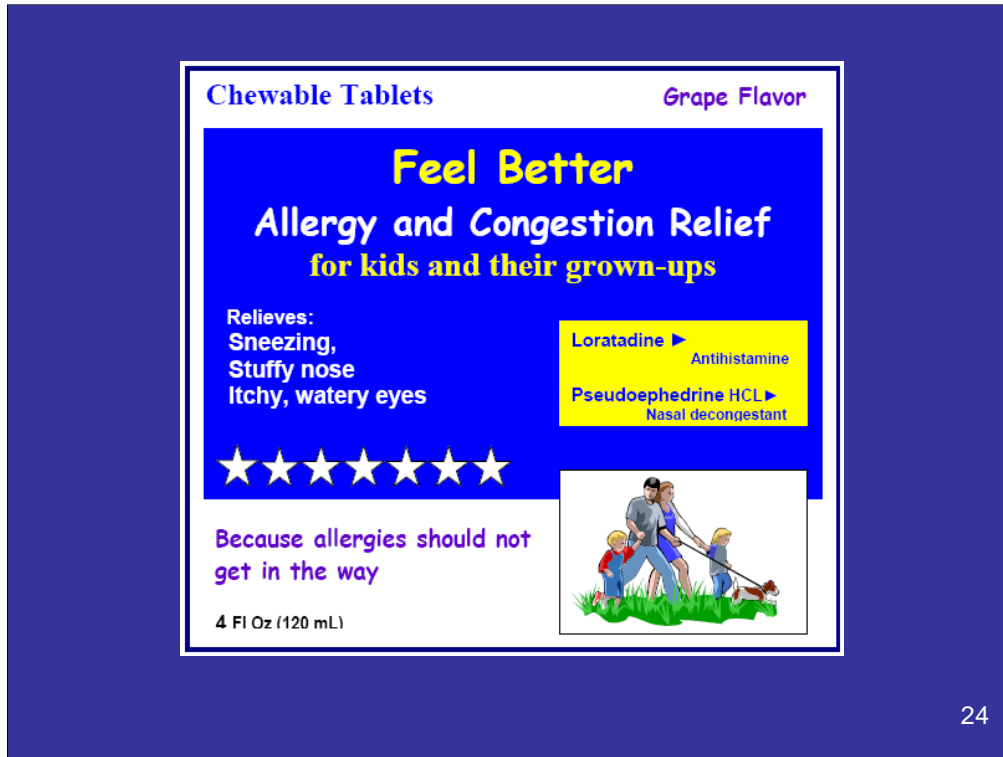 Chewable Tablets
Grape Flavor
Feel Better
Allergy and Congestion Relief
for kids and their grown-ups
Relieves:
Sneezing,
Stuffy nose
Itchy, watery eyes
Loratadine ►
Antihistamine
Pseudoephedrine HCL►
Nasal decongestant
Because allergies should not
get in the way
4 Fl Oz (120 mL)
24